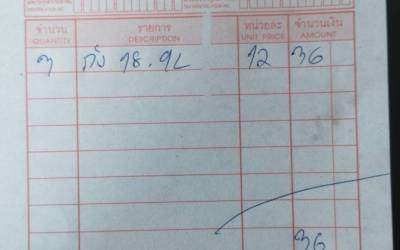 จำนวน รายการ หน่วยละ จำนวนเงิน
QUANTITY DESCRIPTION UNIT PRICE AMOUNT
3 ถัง 18.9L 12 36
36